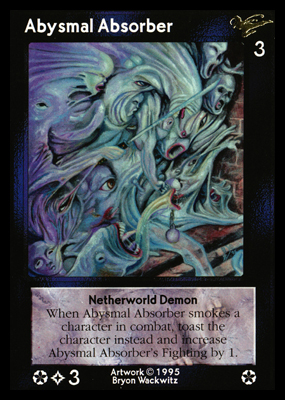 Abysmal Absorber
3
Netherworld Demon
When Abysmal Absorber smokes a
character in combat, toast the
character instead and increase
Abysmal Absorber's Fighting by 1.
Artwork © 1995
Bryon Wackwitz
3